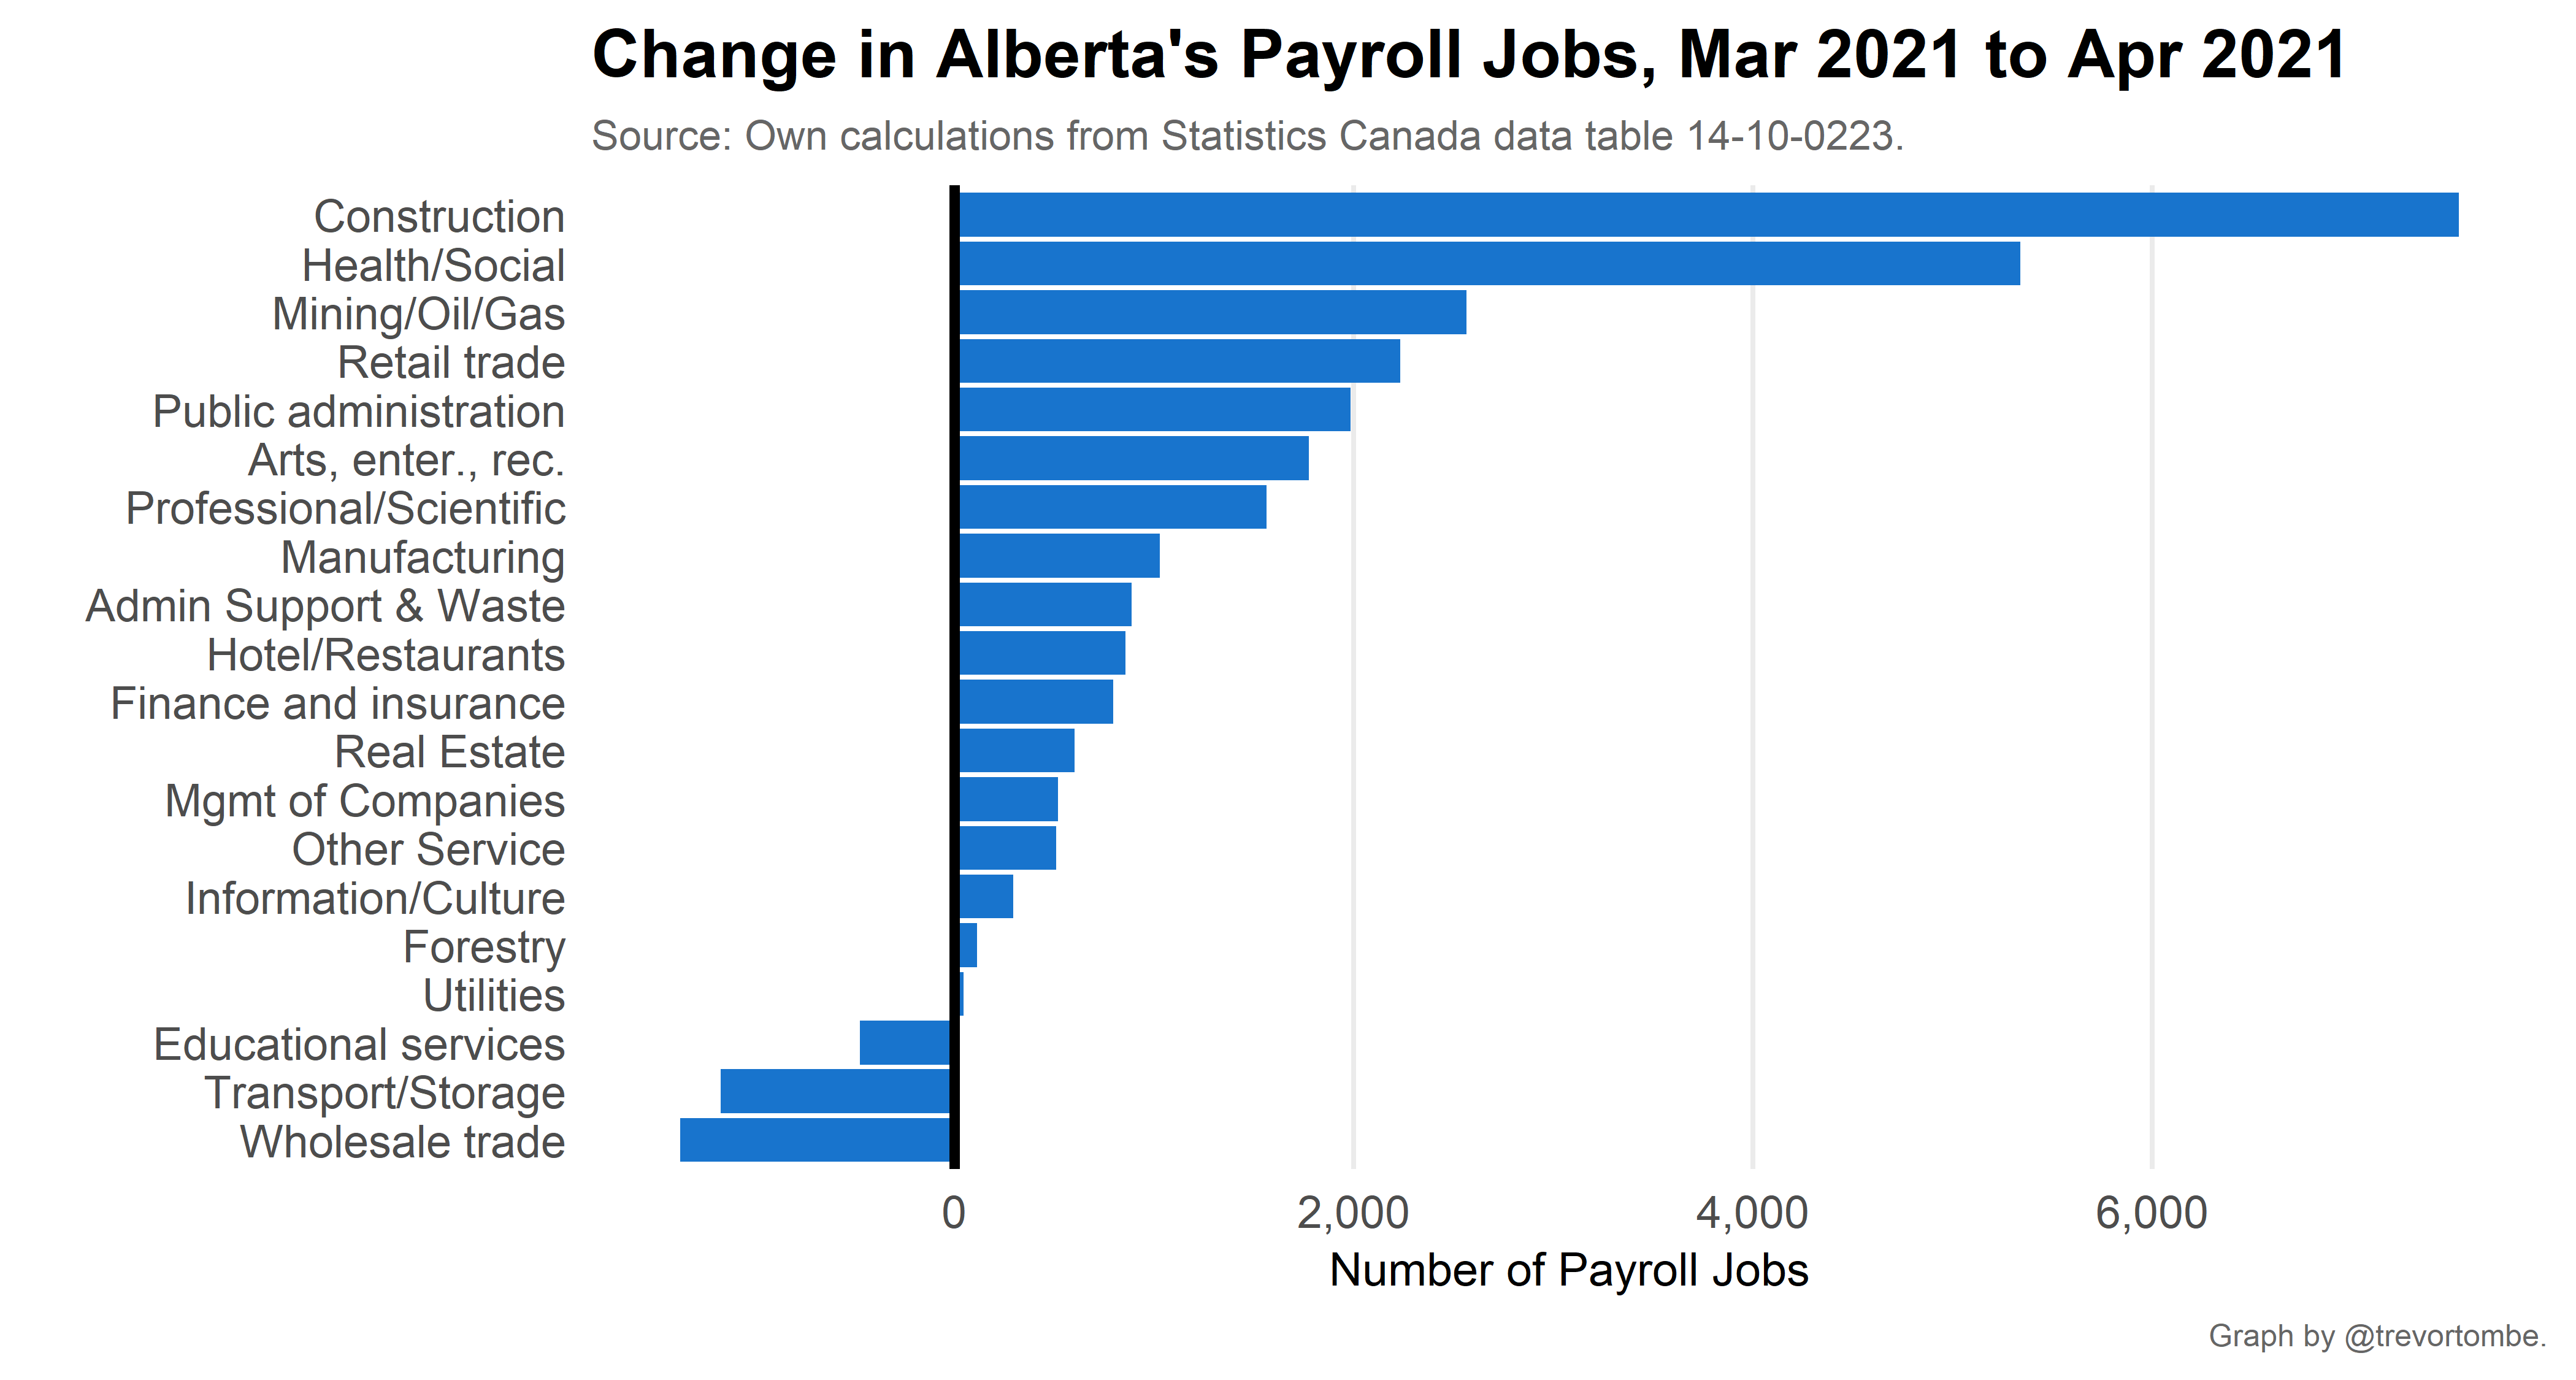 Change in Alberta's Payroll Jobs, Mar 2021 to Apr 2021
Source: Own calculations from Statistics Canada data table 14-10-0223.
Construction
Health/Social
Mining/Oil/Gas
Retail trade
Public administration
Arts, enter., rec.
Professional/Scientific
Manufacturing
Admin Support & Waste
Hotel/Restaurants
Finance and insurance
Real Estate
Mgmt of Companies
Other Service
Information/Culture
Forestry
Utilities
Educational services
Transport/Storage
Wholesale trade
0 2,000 4,000 6,000
Number of Payroll Jobs
Graph by @trevortombe.